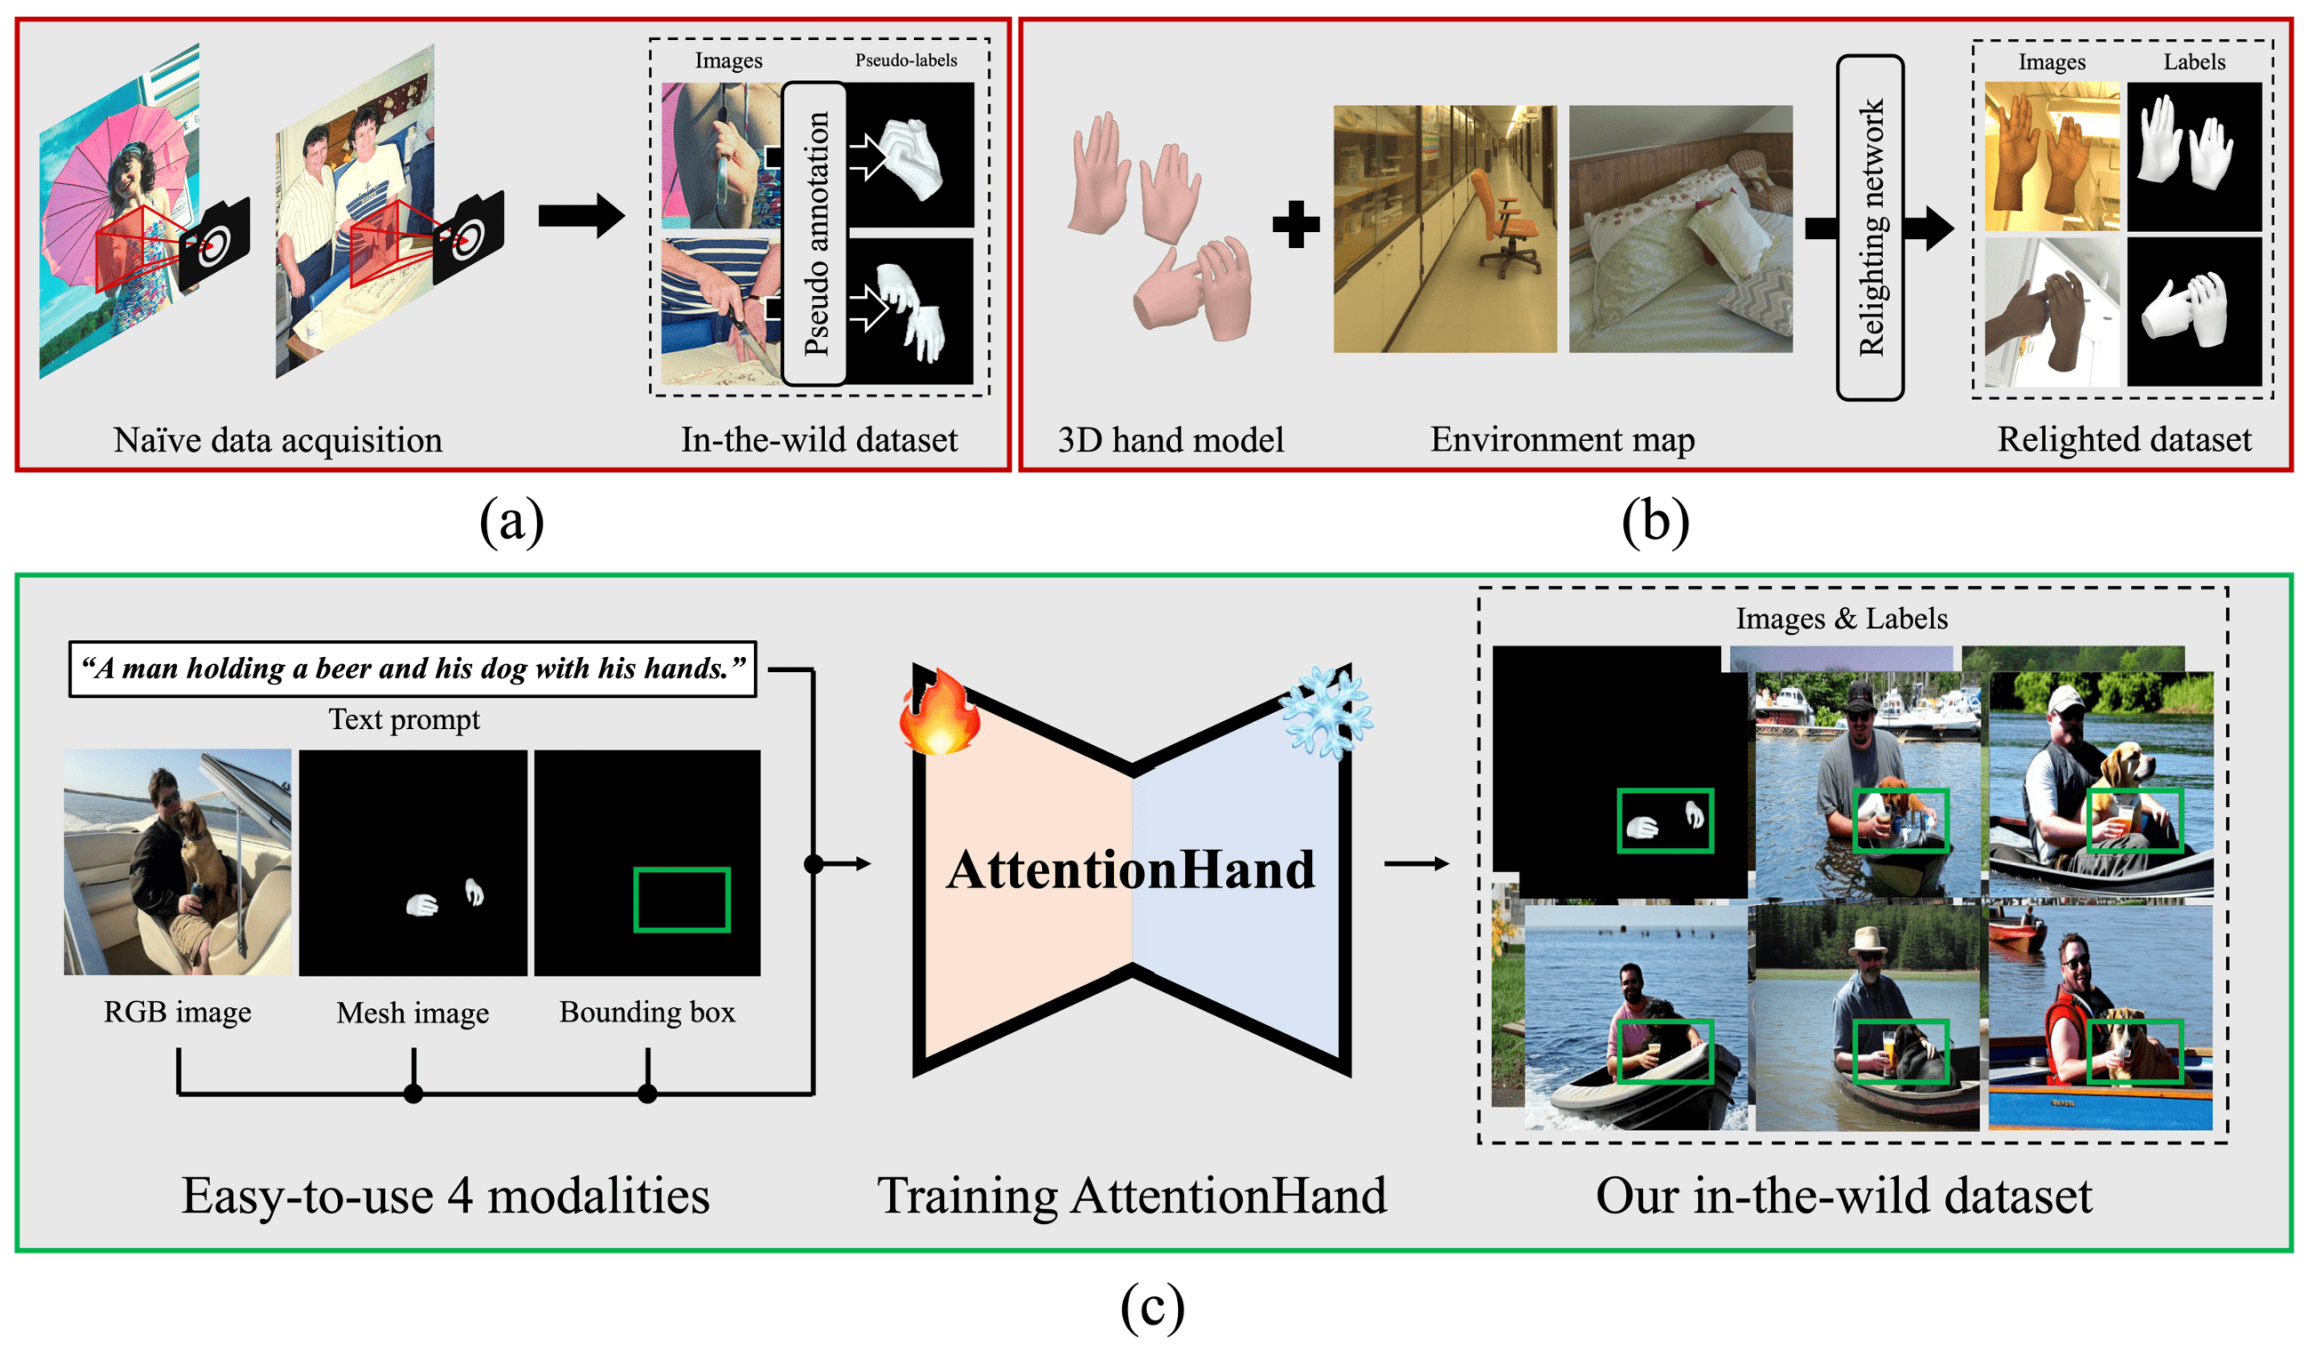 Images
Pseudo-labels
Pseudo annotation
Naïve data acquisition
In-the-wild dataset
(a)
Images
Labels
Relighting network
3D hand model
Environment map
Relighted dataset
(b)
“A man holding a beer and his dog with his hands.”
Text prompt
RGB image
Mesh image
Bounding box
Easy-to-use 4 modalities
AttentionHand
Training AttentionHand
Images & Labels
Our in-the-wild dataset
(c)